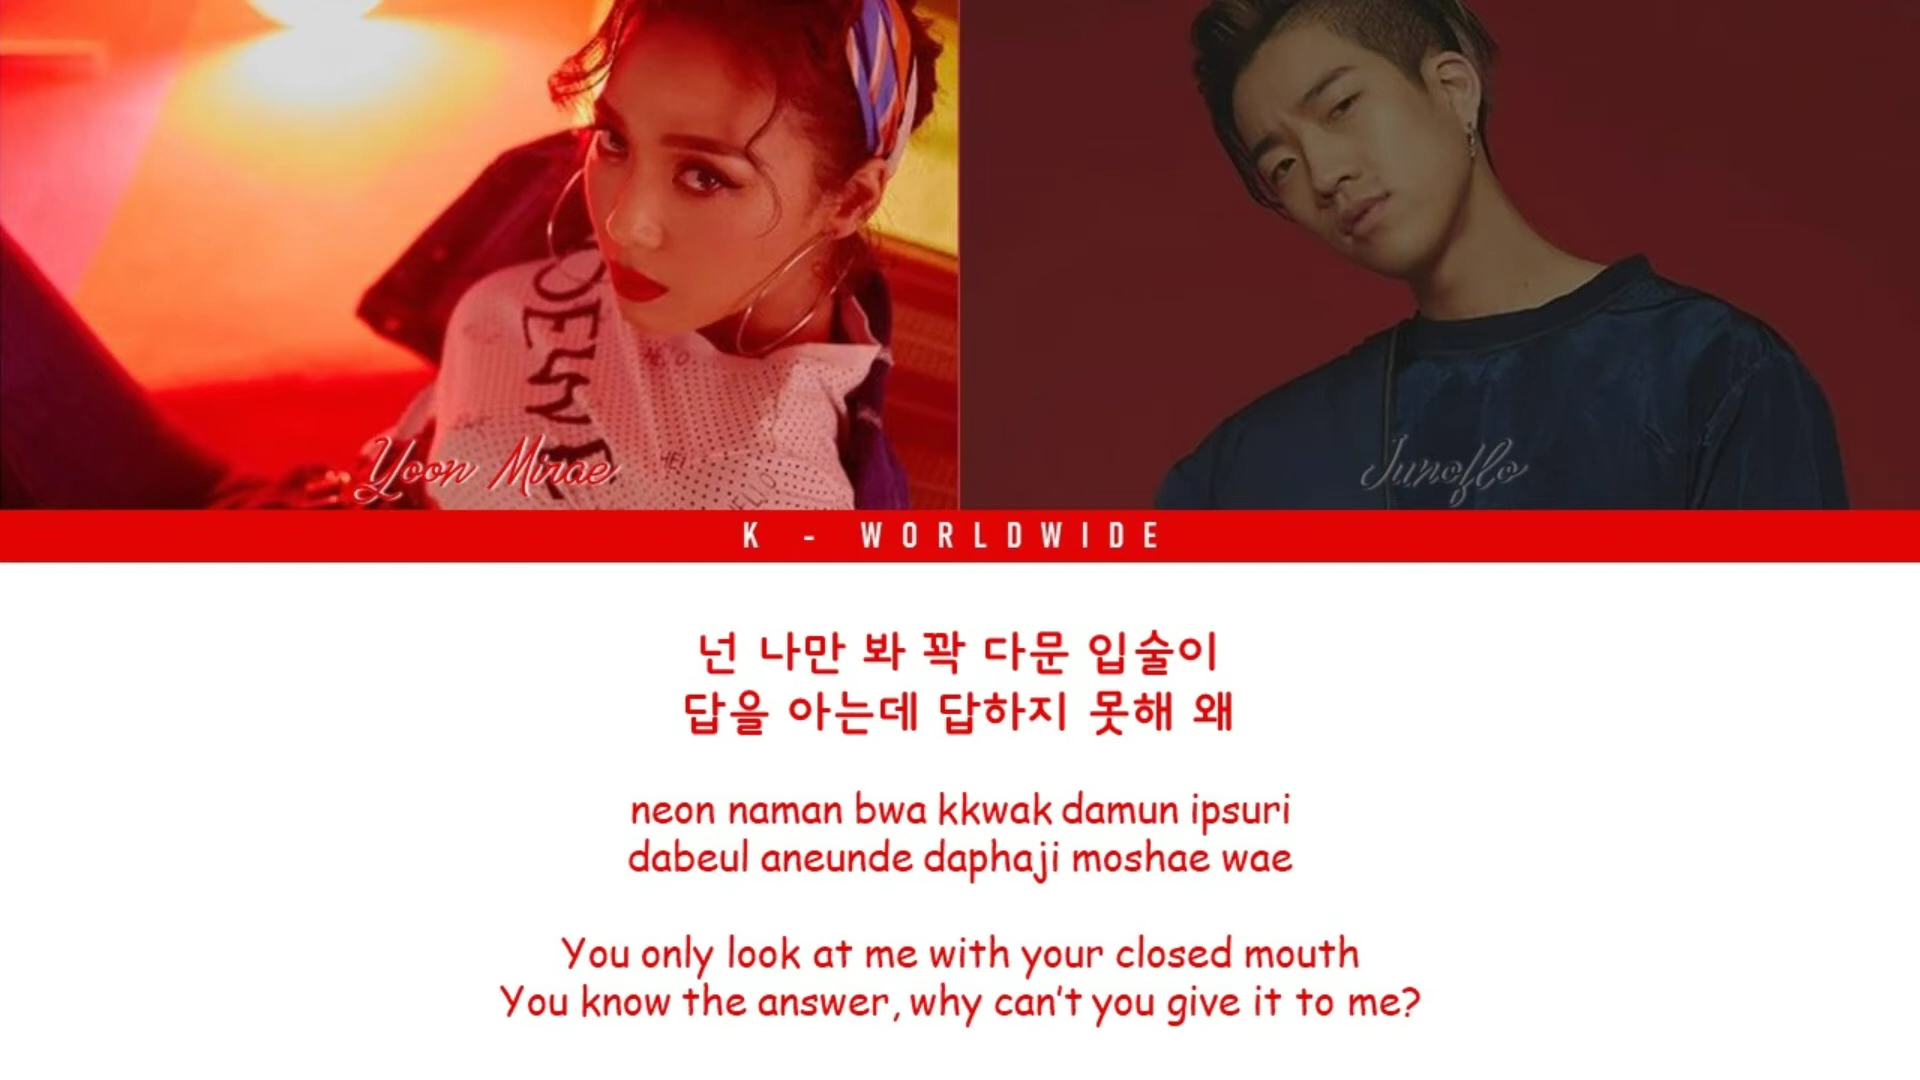 Yoon Mirae
Junoflo
K - WORLDWIDE
넌 나만 봐 꽉 다문 입술이
답을 아는데 답하지 못해 왜
neon naman bwa kkwak damun ipsuri
dabeul aneunde daphaji moshae wae
You only look at me with your closed mouth
You know the answer, why can't you give it to me?